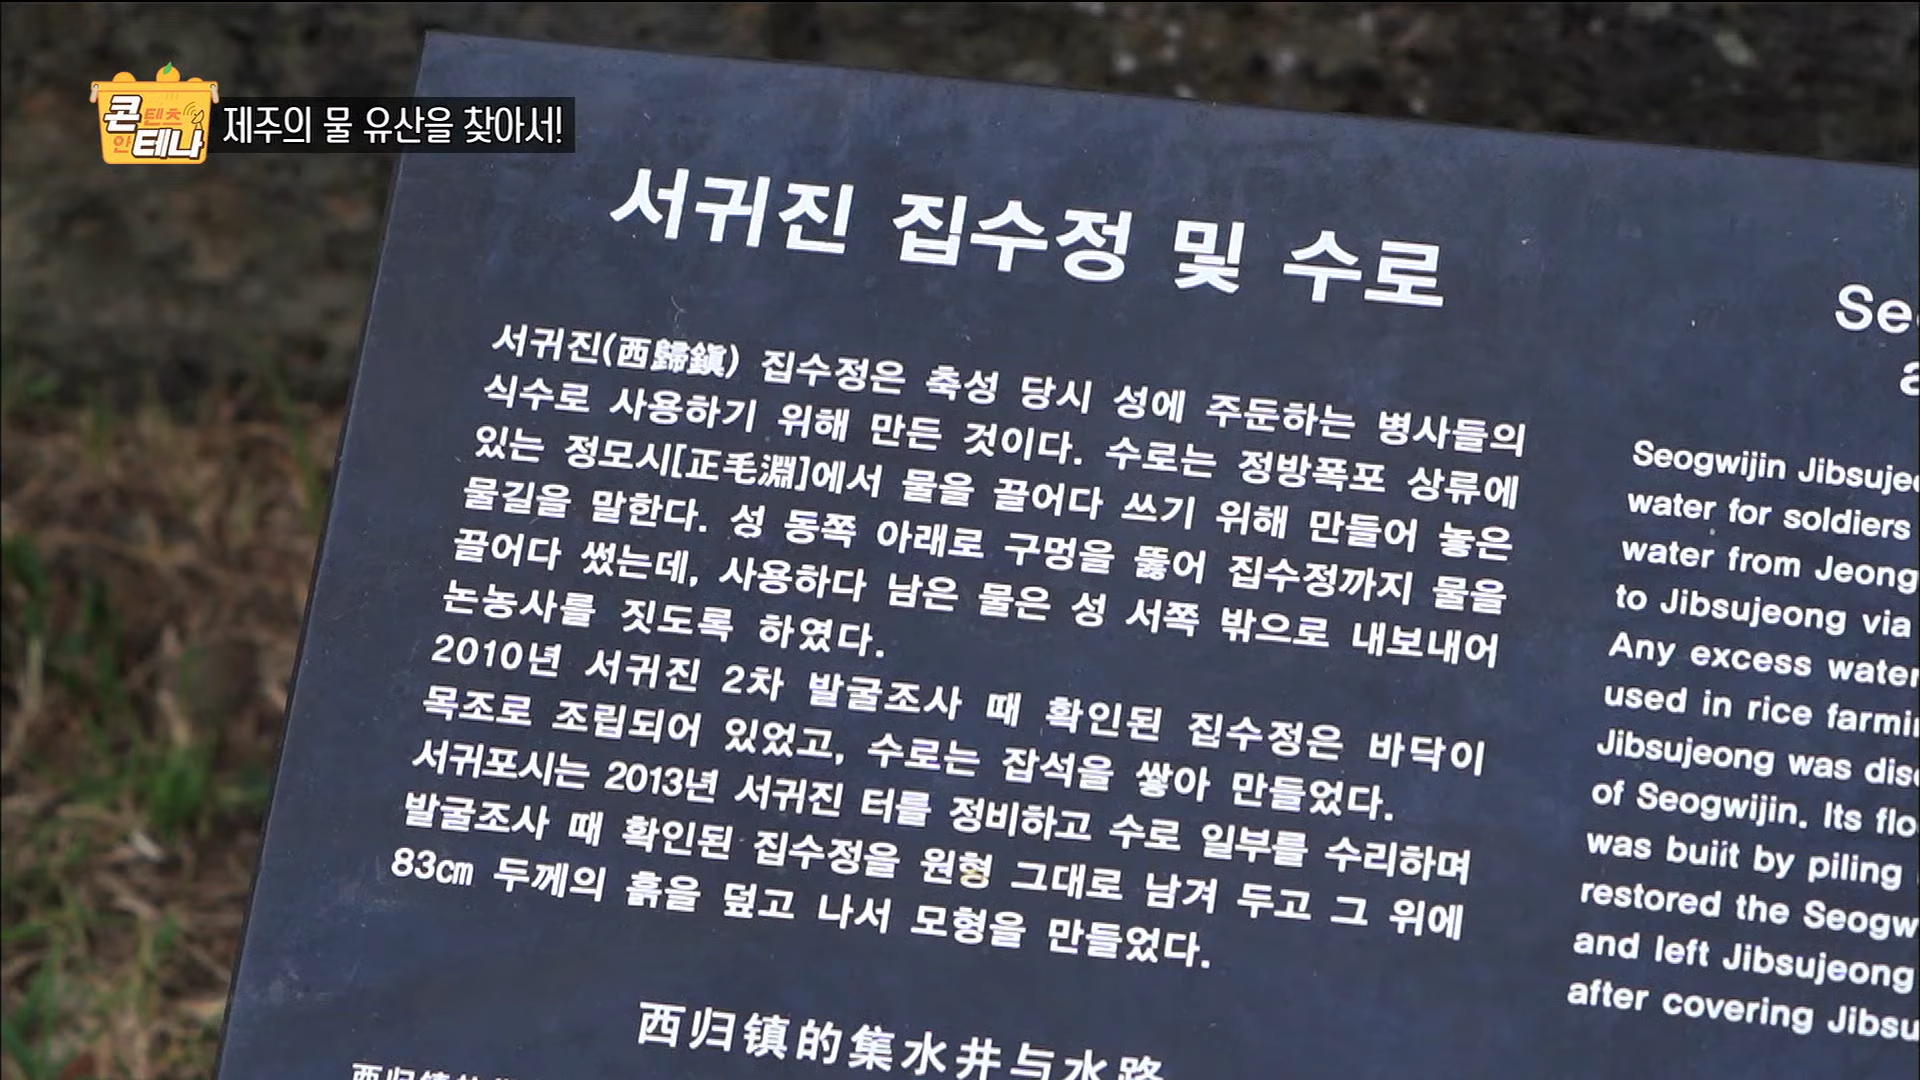 콘텐츠
안테나
제주의 물 유산을 찾아서!
서귀진 집수정 및 수로
서귀진(西歸鎭) 집수정은 축성 당시 성에 주둔하는 병사들의
식수로 사용하기 위해 만든 것이다. 수로는 정방폭포 상류에
있는 정모시[正毛淵]에서 물을 끌어다 쓰기 위해 만들어 놓은
물길을 말한다. 성 동쪽 아래로 구멍을 뚫어 집수정까지 물을
끌어다 썼는데, 사용하다 남은 물은 성 서쪽 밖으로 내보내어
논농사를 짓도록 하였다.
2010년 서귀진 2차 발굴조사 때 확인된 집수정은 바닥이
목조로 조립되어 있었고, 수로는 잡석을 쌓아 만들었다.
서귀포시는 2013년 서귀진 터를 정비하고 수로 일부를 수리하며
발굴조사 때 확인된 집수정을 원형 그대로 남겨 두고 그 위에
83㎝ 두께의 흙을 덮고 나서 모형을 만들었다.
西归镇的集水井与水路
Seogwijin
water for soldiers
water from
to Jibsujeong via
Any excess water
used in rice
Jibsujeong was
of Seogwijin. Its
was buiit by piling
restored the
and left Jibsujeong
after covering